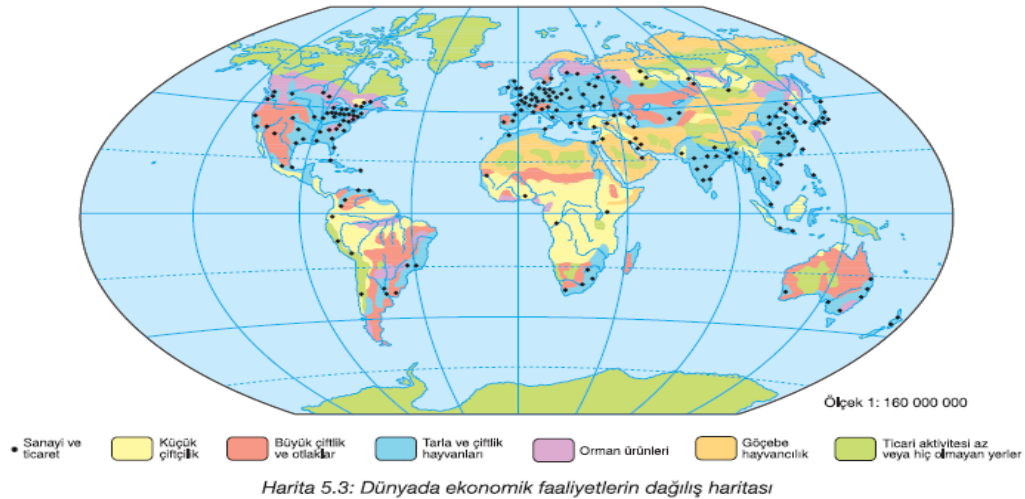 Ölçek 1: 160 000 000
Sanayi ve
ticaret
Küçük
çiftçilik
Büyük çiftlik
ve otlaklar
Tarla ve çiftlik
hayvanları
Orman ürünleri
Göçebe
hayvancılık
Ticari aktivitesi az
veya hiç olmayan yerler
Harita 5.3: Dünyada ekonomik faaliyetlerin dağılış haritası